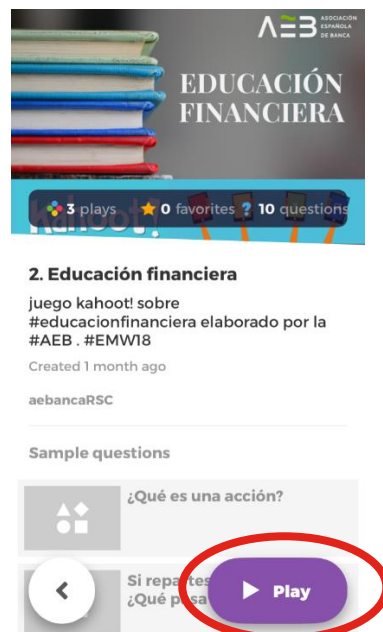 AEB ASOCIACIÓN
ESPAÑOLA
DE BANCA
EDUCACIÓN
FINANCIERA
3 plays 0 favorites 10 questions
2. Educación financiera
juego kahoot! sobre
#educacionfinanciera elaborado por la
#AEB . #EMW18
Created 1 month ago
aebancaRSC
Sample questions
¿Qué es una acción?
Si repartes
¿Qué pasa
Play